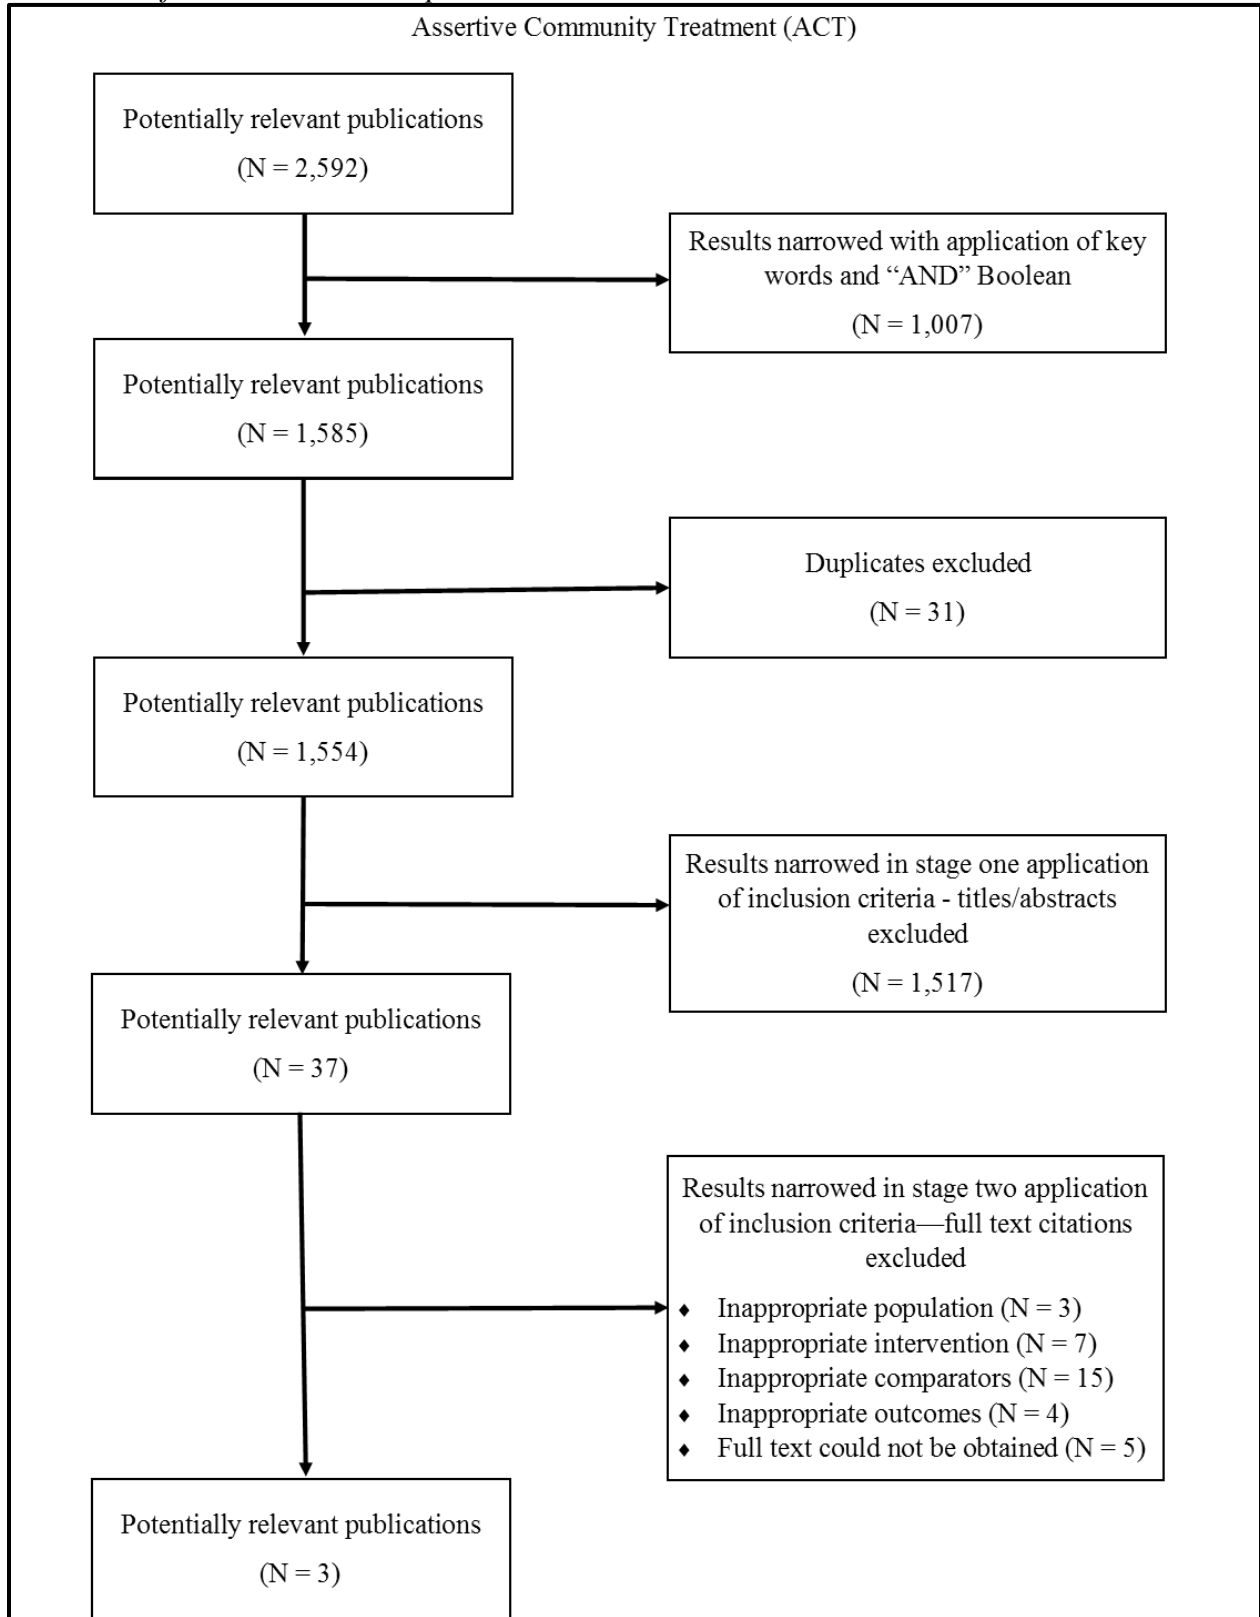 Assertive Community Treatment (ACT)
Potentially relevant publications
(N = 2,592)
Results narrowed with application of key
words and “AND” Boolean
(N = 1,007)
Potentially relevant publications
(N = 1,585)
Duplicates excluded
(N = 31)
Potentially relevant publications
(N = 1,554)
Results narrowed in stage one application
of inclusion criteria - titles/abstracts
excluded
(N = 1,517)
Potentially relevant publications
(N = 37)
Results narrowed in stage two application
of inclusion criteria—full text citations
excluded
♦ Inappropriate population (N = 3)
♦ Inappropriate intervention (N = 7)
♦ Inappropriate comparators (N = 15)
♦ Inappropriate outcomes (N = 4)
♦ Full text could not be obtained (N = 5)
Potentially relevant publications
(N = 3)